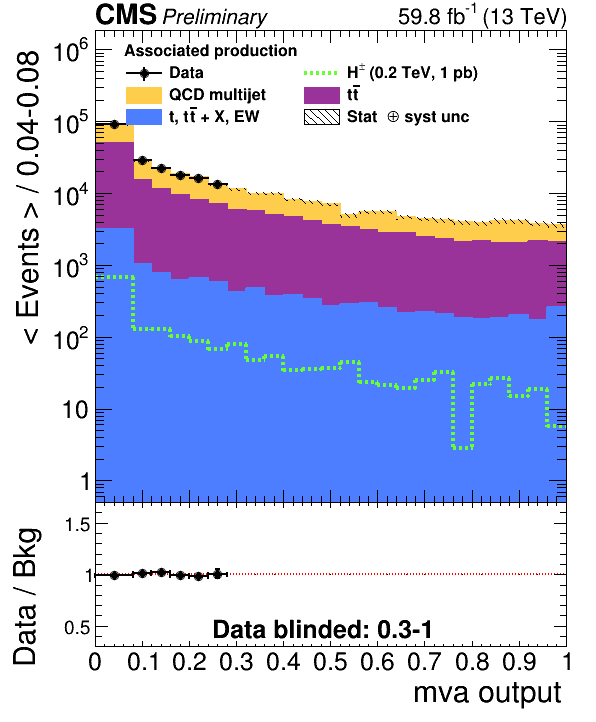 CMS Preliminary 59.8 fb⁻¹ (13 TeV)
Associated production
Data
H± (0.2 TeV, 1 pb)
QCD multijet
tt̄
t, tt̄ + X, EW
Stat ⊕ syst unc
< Events > / 0.04-0.08
10⁶
10⁵
10⁴
10³
10²
10
1
Data / Bkg
1.5
1
0.5
Data blinded: 0.3-1
0 0.1 0.2 0.3 0.4 0.5 0.6 0.7 0.8 0.9 1
mva output